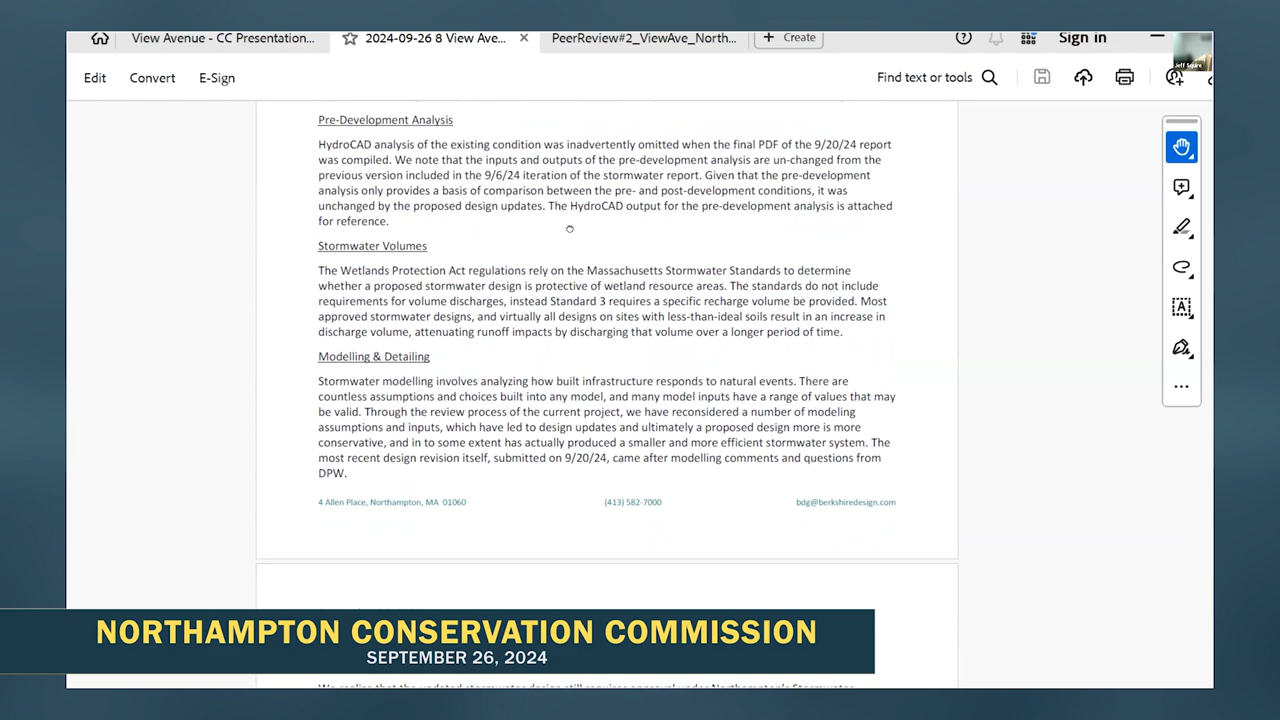 View Avenue - CC Presentation...
2024-09-26 8 View Ave...
PeerReview#2_ViewAve_North...
Create
Sign in
Edit
Convert
E-Sign
Find text or tools
Jeff Squire
Pre-Development Analysis
HydroCAD analysis of the existing condition was inadvertently omitted when the final PDF of the 9/20/24 report
was compiled. We note that the inputs and outputs of the pre-development analysis are un-changed from the
previous version included in the 9/6/24 iteration of the stormwater report. Given that the pre-development
analysis only provides a basis of comparison between the pre- and post-development conditions, it was
unchanged by the proposed design updates. The HydroCAD output for the pre-development analysis is attached
for reference.
Stormwater Volumes
The Wetlands Protection Act regulations rely on the Massachusetts Stormwater Standards to determine
whether a proposed stormwater design is protective of wetland resource areas. The standards do not include
requirements for volume discharges, instead Standard 3 requires a specific recharge volume be provided. Most
approved stormwater designs, and virtually all designs on sites with less-than-ideal soils result in an increase in
discharge volume, attenuating runoff impacts by discharging that volume over a longer period of time.
Modelling & Detailing
Stormwater modelling involves analyzing how built infrastructure responds to natural events. There are
countless assumptions and choices built into any model, and many model inputs have a range of values that may
be valid. Through the review process of the current project, we have reconsidered a number of modeling
assumptions and inputs, which have led to design updates and ultimately a proposed design more is more
conservative, and in to some extent has actually produced a smaller and more efficient stormwater system. The
most recent design revision itself, submitted on 9/20/24, came after modelling comments and questions from
DPW.
4 Allen Place, Northampton, MA 01060
(413) 582-7000
bdg@berkshiredesign.com
NORTHAMPTON CONSERVATION COMMISSION
SEPTEMBER 26, 2024
We realize that the updated stormwater design still requires approval under Northampton's Stormwater